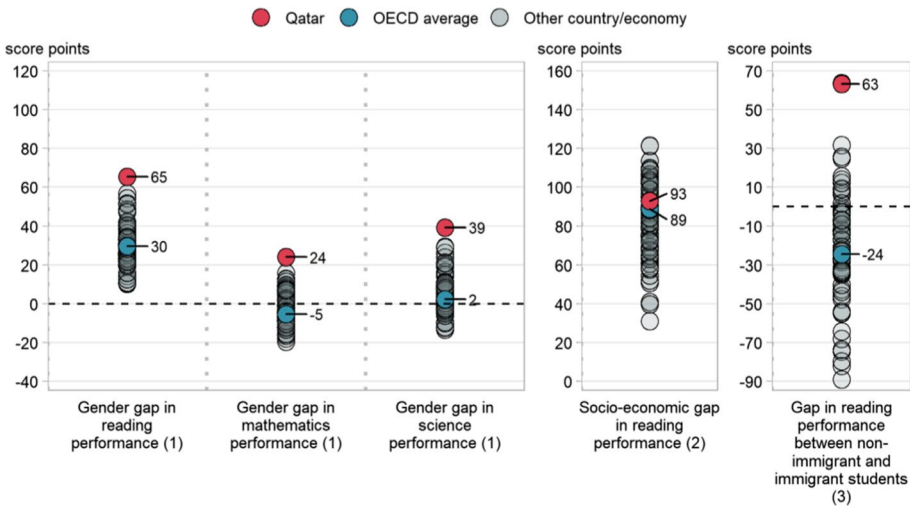 Qatar OECD average Other country/economy
score points
120
100
80
60
40
20
0
-20
-40
65
30
24
-5
39
2
Gender gap in
reading
performance (1)
Gender gap in
mathematics
performance (1)
Gender gap in
science
performance (1)
score points
160
140
120
100
80
60
40
20
0
93
89
Socio-economic gap
in reading
performance (2)
score points
70
50
30
10
-10
-30
-50
-70
-90
63
-24
Gap in reading
performance
between non-
immigrant and
immigrant students
(3)